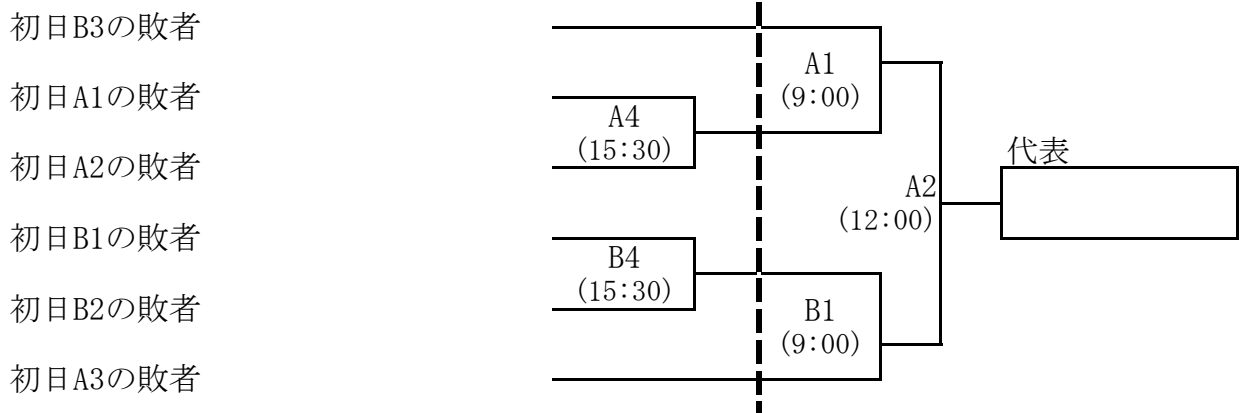 初日B3の敗者
A1
(9:00)
初日A1の敗者
A4
(15:30)
初日A2の敗者
代表
A2
(12:00)
初日B1の敗者
B4
(15:30)
初日B2の敗者
B1
(9:00)
初日A3の敗者